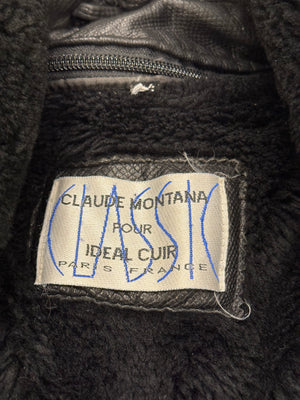 CLAUDE MONTANA
POUR
IDEAL CUIR
PARIS FRANCE
CLASSIC